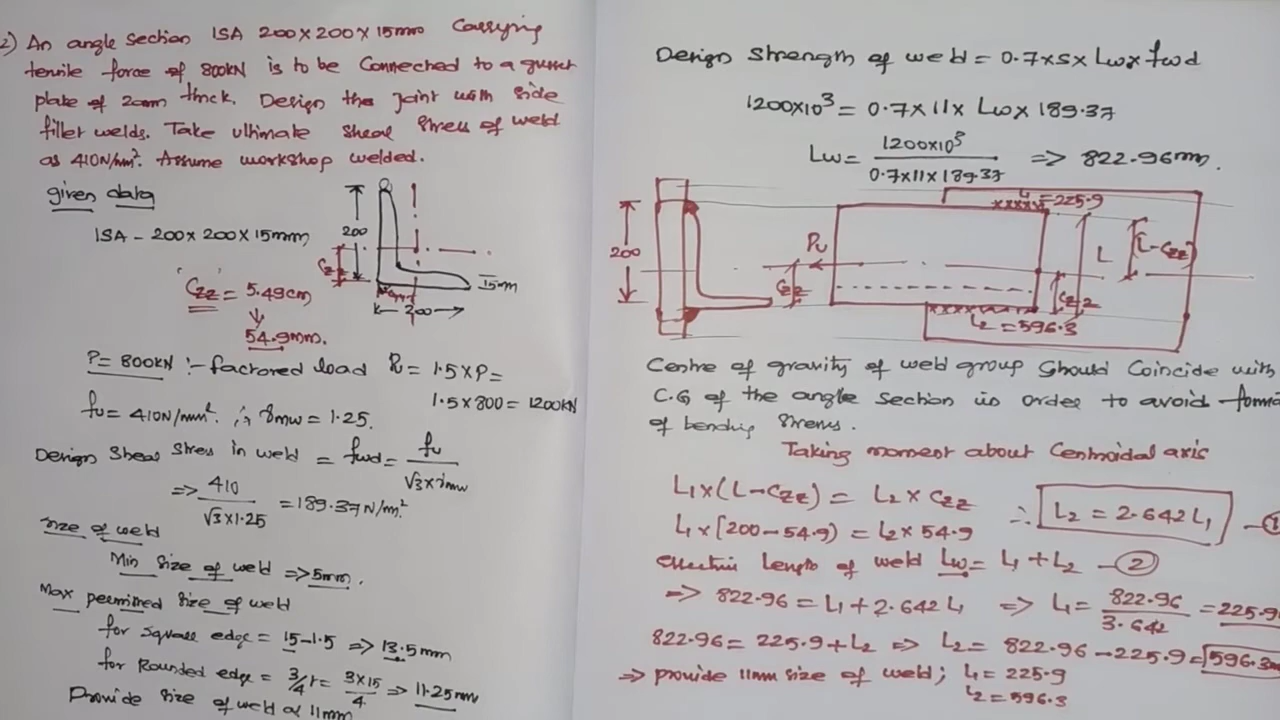 2) An angle section ISA 200×200×15mm Carrying
tensile force of 800kN is to be Connected to a gusset
plate of 20mm thick. Design the Joint with side
fillet welds. Take ultimate shear stress of weld
as 410N/mm². Assume workshop welded.
given data
ISA - 200×200×15mm
Czz = 5.49cm
54.9mm.
200
Czz
15mm
200
P = 800kN :- factored load Pu = 1.5×P =
1.5×800 = 1200kN
fu = 410N/mm². ∴ γmw = 1.25.
Design Shear Stress in weld = fwd = fu/√3×γmw
=> 410/√3×1.25 = 189.37N/mm²
size of weld
Min size of weld => 5mm.
Max permitted size of weld
for square edge = 15-1.5 => 13.5mm
for Rounded edge = 3/4 t = 3×15/4 => 11.25mm
Provide size of weld as 11mm
Design Strength of weld = 0.7×S×Lw×fwd
1200×10³ = 0.7×11×Lw×189.37
Lw = 1200×10³/0.7×11×189.37 => 822.96mm.
200
Pu
Czz
L1=225.9
L
(L-Czz)
Czz
L2 = 596.3
Centre of gravity of weld group should Coincide with
C.G of the angle section in order to avoid forma
of bending stress.
Taking moment about Centroidal axis
L1×(L-Czz) = L2×Czz
∴ L2 = 2.642L1 - ①
L1×[200-54.9) = L2×54.9
effective length of weld Lw = L1+L2 -②
=> 822.96 = L1+2.642L1 => L1 = 822.96/3.642 = 225.9
822.96 = 225.9+L2 => L2 = 822.96-225.9 = 596.3mm
=> provide 11mm size of weld; L1 = 225.9
L2 = 596.3